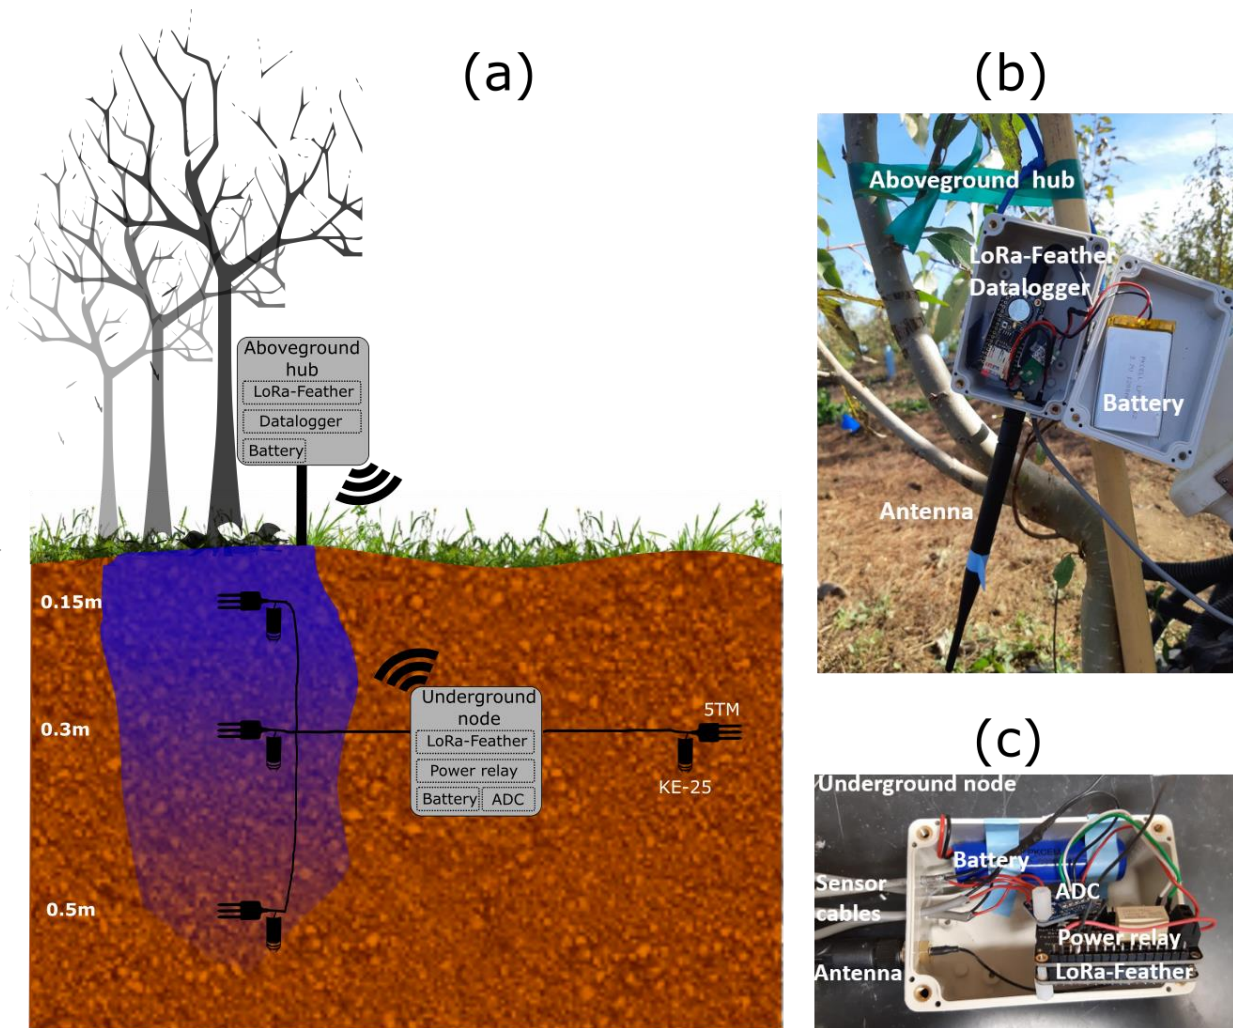 (a)
Aboveground
hub
LoRa-Feather
Datalogger
Battery
0.15m
0.3m
0.5m
Underground
node
LoRa-Feather
Power relay
Battery
ADC
5TM
KE-25
(b)
Aboveground hub
LoRa-Feather
Datalogger
Battery
Antenna
(c)
Underground node
Battery
Sensor
cables
ADC
Power relay
Antenna
LoRa-Feather